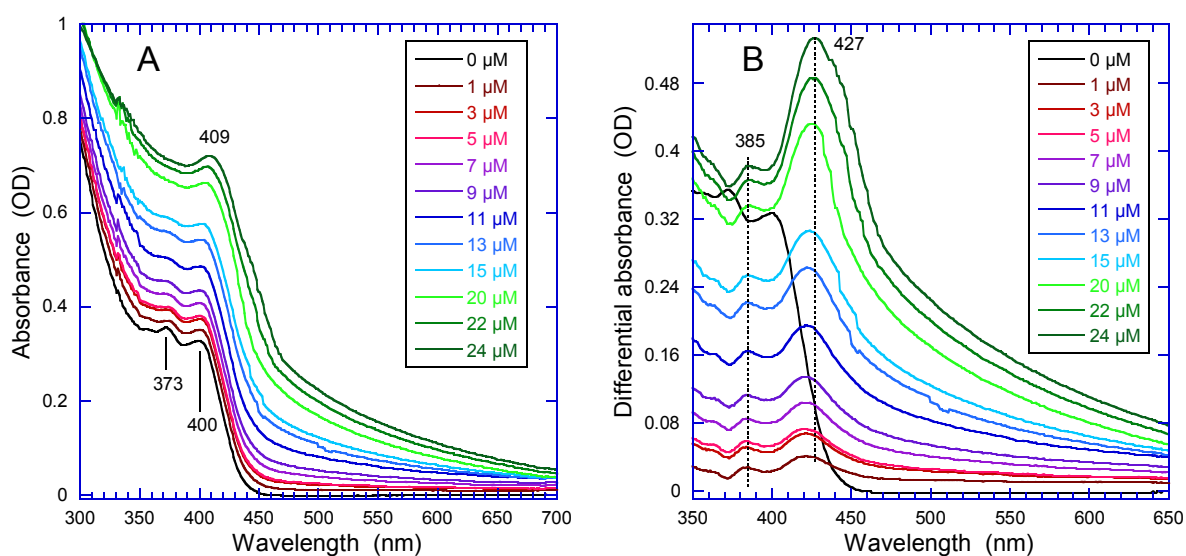 A
1
0.8
0.6
0.4
0.2
0
Absorbance (OD)
409
373
400
0 µM
1 µM
3 µM
5 µM
7 µM
9 µM
11 µM
13 µM
15 µM
20 µM
22 µM
24 µM
300 350 400 450 500 550 600 650 700
Wavelength (nm)
B
0.48
0.4
0.32
0.24
0.16
0.08
0
Differential absorbance (OD)
427
385
0 µM
1 µM
3 µM
5 µM
7 µM
9 µM
11 µM
13 µM
15 µM
20 µM
22 µM
24 µM
350 400 450 500 550 600 650
Wavelength (nm)